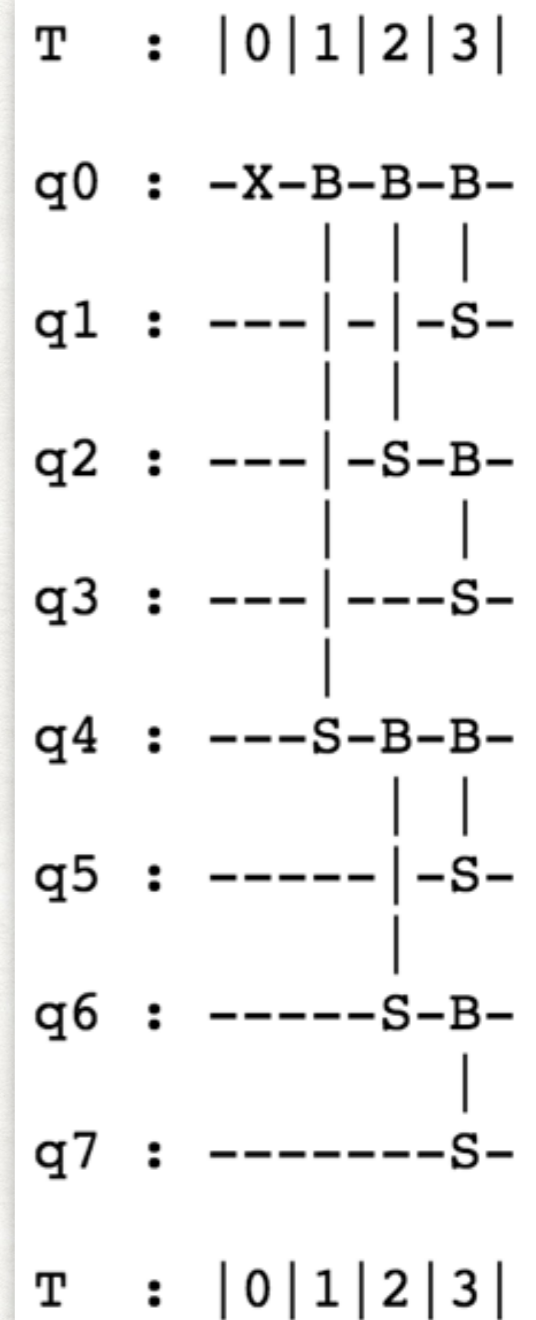 T  : |0|1|2|3|
q0 : -X-B-B-B-
        | | |
q1 : ---|-|-S-
        | |
q2 : ---|-S-B-
        |   |
q3 : ---|---S-
        |
q4 : ---S-B-B-
          | |
q5 : -----|-S-
          |
q6 : -----S-B-
            |
q7 : -------S-
T  : |0|1|2|3|